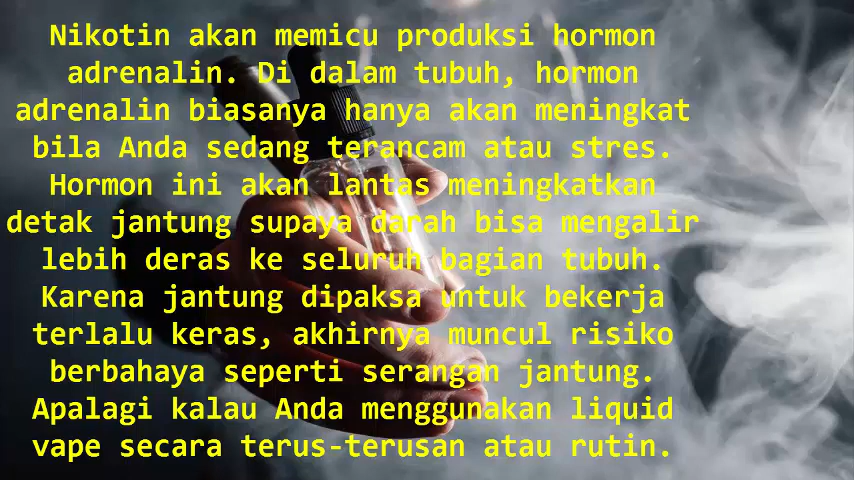 Nikotin akan memicu produksi hormon
adrenalin. Di dalam tubuh, hormon
adrenalin biasanya hanya akan meningkat
bila Anda sedang terancam atau stres.
Hormon ini akan lantas meningkatkan
detak jantung supaya darah bisa mengalir
lebih deras ke seluruh bagian tubuh.
Karena jantung dipaksa untuk bekerja
terlalu keras, akhirnya muncul risiko
berbahaya seperti serangan jantung.
Apalagi kalau Anda menggunakan liquid
vape secara terus-terusan atau rutin.